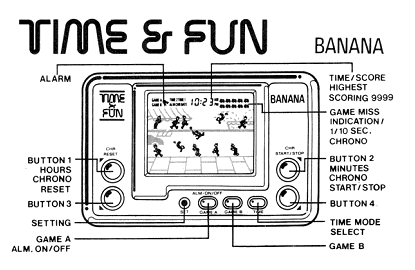 TIME & FUN
BANANA
ALARM
TIME/SCORE
HIGHEST
SCORING 9999
GAME MISS
INDICATION/
1/10 SEC.
CHRONO
TIME
&
FUN
10:23
BANANA
CHR
RESET
CHR
START/STOP
BUTTON 1
HOURS
CHRONO
RESET
BUTTON 2
MINUTES
CHRONO
START/STOP
BUTTON 3
BUTTON 4
ALM-ON/OFF
SET
GAME A
GAME B
TIME
SETTING
GAME A
ALM. ON/OFF
TIME MODE
SELECT
GAME B